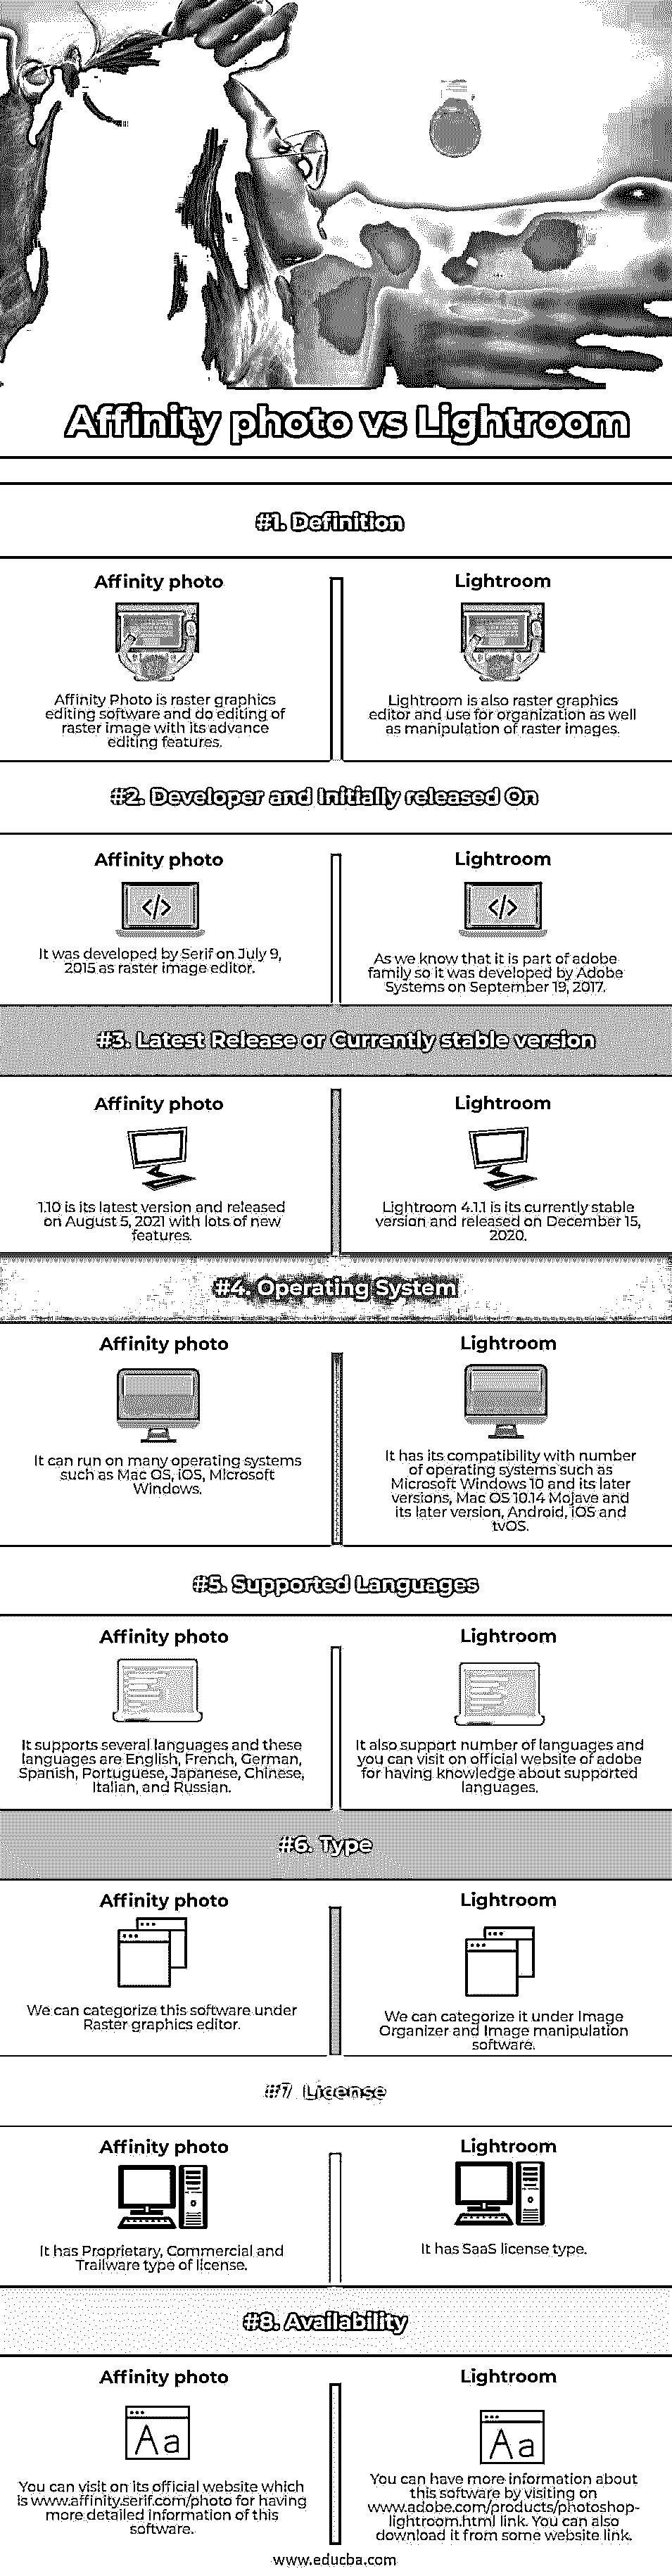 Affinity photo vs Lightroom
#1. Definition
Affinity photo
Affinity Photo is raster graphics
editing software and do editing of
raster image with its advance
editing features.
Lightroom
Lightroom is also raster graphics
editor and use for organization as well
as manipulation of raster images.
#2. Developer and Initially released On
Affinity photo
It was developed by Serif on July 9,
2015 as raster image editor.
Lightroom
As we know that it is part of adobe
family so it was developed by Adobe
Systems on September 19, 2017.
#3. Latest Release or Currently stable version
Affinity photo
1.10 is its latest version and released
on August 5, 2021 with lots of new
features.
Lightroom
Lightroom 4.1.1 is its currently stable
version and released on December 15,
2020.
#4. Operating System
Affinity photo
It can run on many operating systems
such as Mac OS, iOS, Microsoft
Windows.
Lightroom
It has its compatibility with number
of operating systems such as
Microsoft Windows 10 and its later
versions, Mac OS 10.14 Mojave and
its later version, Android, iOS and
tvOS.
#5. Supported Languages
Affinity photo
It supports several languages and these
languages are English, French, German,
Spanish, Portuguese, Japanese, Chinese,
Italian, and Russian.
Lightroom
It also support number of languages and
you can visit on official website of adobe
for having knowledge about supported
languages.
#6. Type
Affinity photo
We can categorize this software under
Raster graphics editor.
Lightroom
We can categorize it under Image
Organizer and Image manipulation
software.
#7 License
Affinity photo
It has Proprietary, Commercial and
Trailware type of license.
Lightroom
It has SaaS license type.
#8. Availability
Affinity photo
Aa
You can visit on its official website which
is www.affinity.serif.com/photo for having
more detailed information of this
software.
Lightroom
Aa
You can have more information about
this software by visiting on
www.adobe.com/products/photoshop-
lightroom.html link. You can also
download it from some website link.
www.educba.com